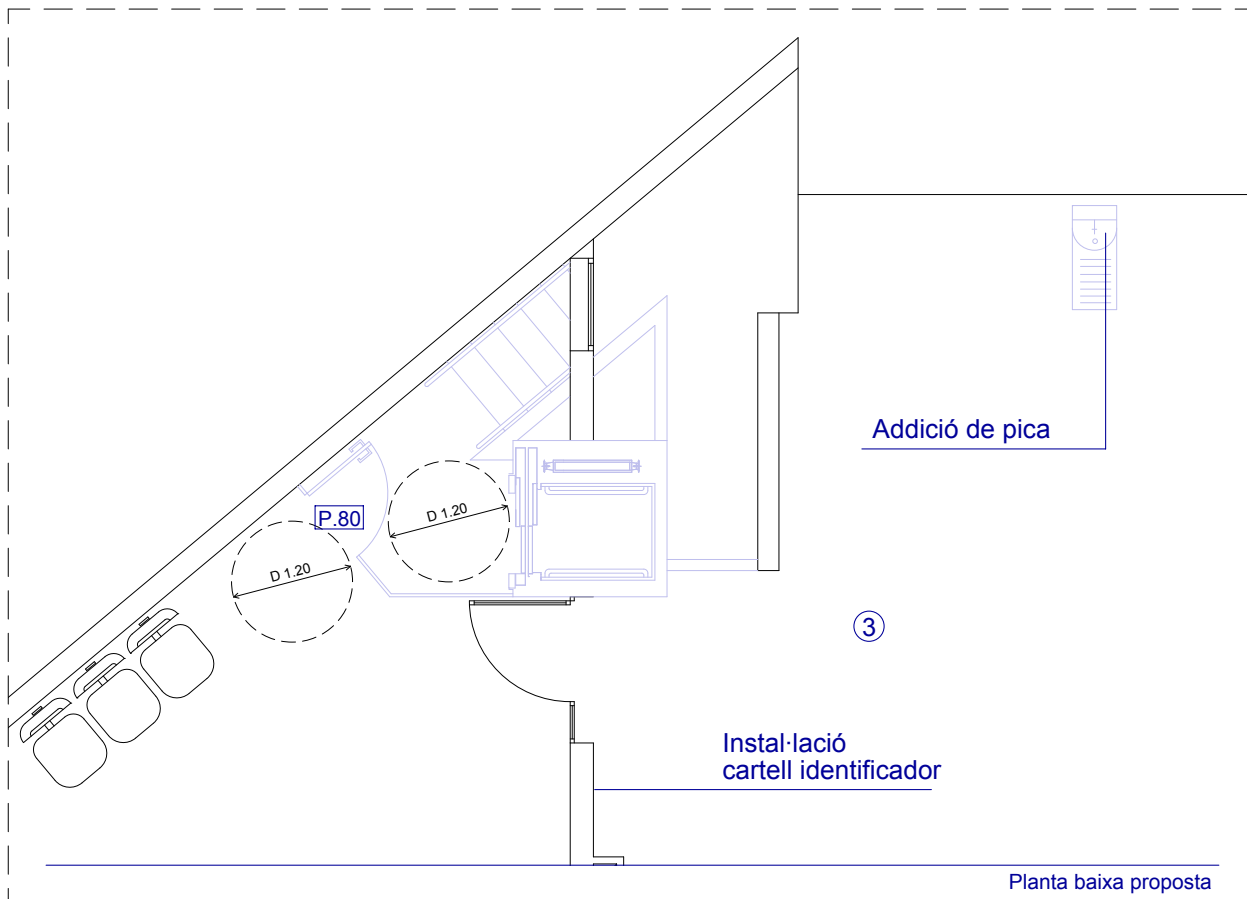 Addició de pica
D 1.20
P.80
D 1.20
3
Instal·lació
cartell identificador
Planta baixa proposta